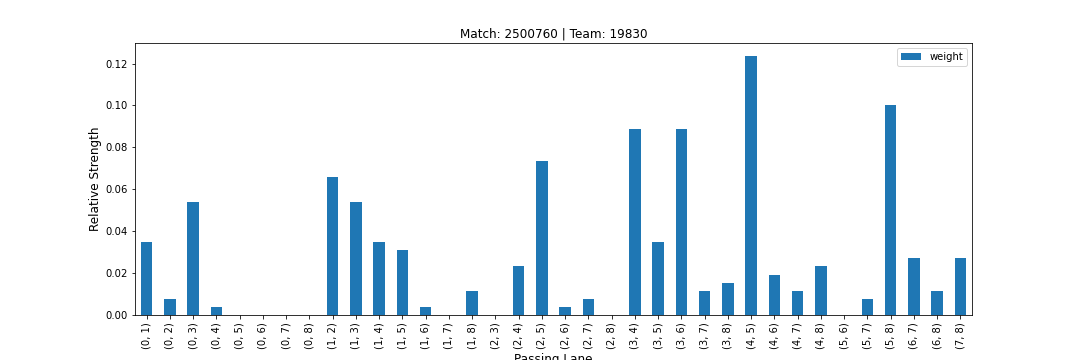 Match: 2500760 | Team: 19830
weight
Relative Strength
0.12
0.10
0.08
0.06
0.04
0.02
0.00
(0, 1) (0, 2) (0, 3) (0, 4) (0, 5) (0, 6) (0, 7) (0, 8) (1, 2) (1, 3) (1, 4) (1, 5) (1, 6) (1, 7) (1, 8) (2, 3) (2, 4) (2, 5) (2, 6) (2, 7) (2, 8) (3, 4) (3, 5) (3, 6) (3, 7) (3, 8) (4, 5) (4, 6) (4, 7) (4, 8) (5, 6) (5, 7) (5, 8) (6, 7) (6, 8) (7, 8)
Passing Lane